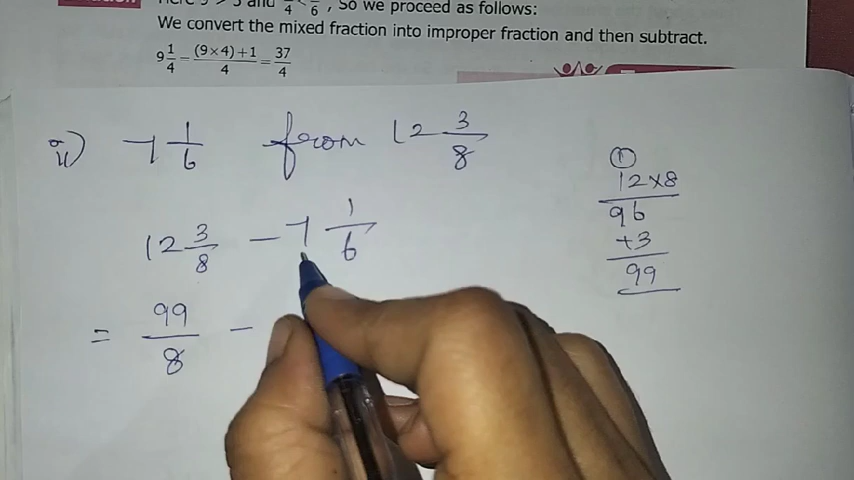 , So we proceed as follows:
We convert the mixed fraction into improper fraction and then subtract.
9 1/4 = (9×4)+1/4 = 37/4
ii) 7 1/6 from 12 3/8
12 3/8 - 7 1/6
= 99/8 -
①
12×8
96
+3
99